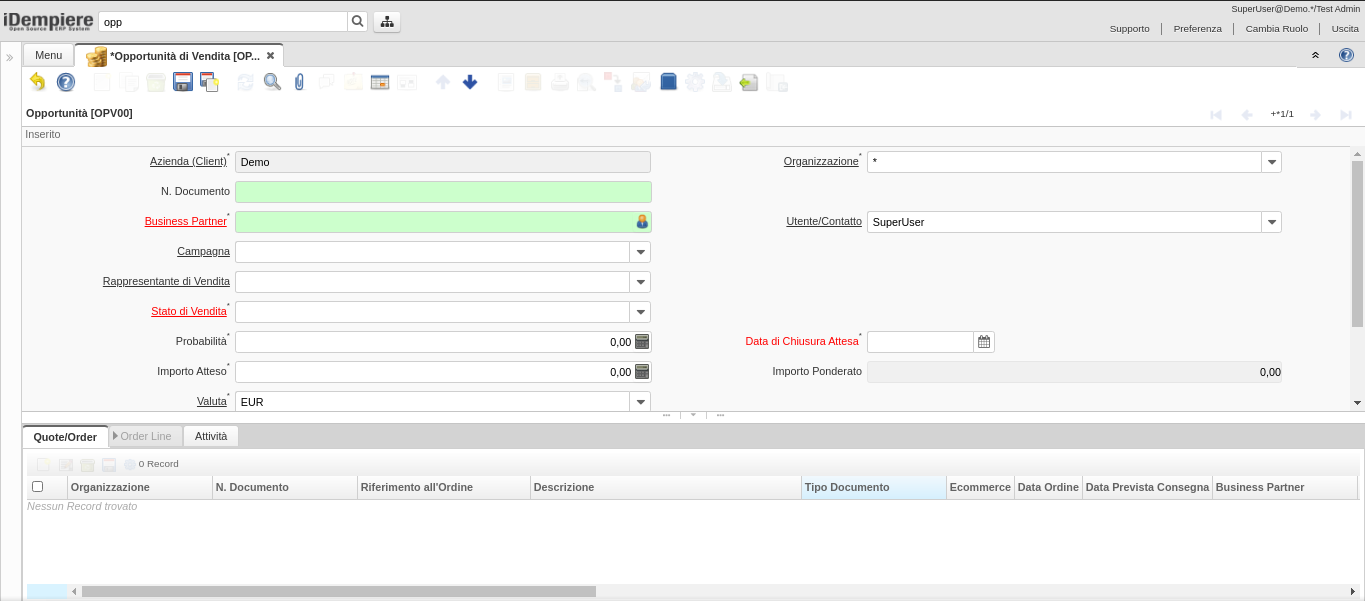 SuperUser@Demo.*/Test Admin
iDempiere
Open Source ERP System
opp
Supporto Preferenza Cambia Ruolo Uscita
Menu *Opportunità di Vendita [OP...
Opportunità [OPV00] +*1/1
Inserito
Azienda (Client)* Demo Organizzazione* *
N. Documento
Business Partner* Utente/Contatto SuperUser
Campagna
Rappresentante di Vendita
Stato di Vendita*
Probabilità* 0,00 Data di Chiusura Attesa*
Importo Atteso* 0,00 Importo Ponderato 0,00
Valuta* EUR
Quote/Order Order Line Attività
0 Record
Organizzazione N. Documento Riferimento all'Ordine Descrizione Tipo Documento Ecommerce Data Ordine Data Prevista Consegna Business Partner
Nessun Record trovato